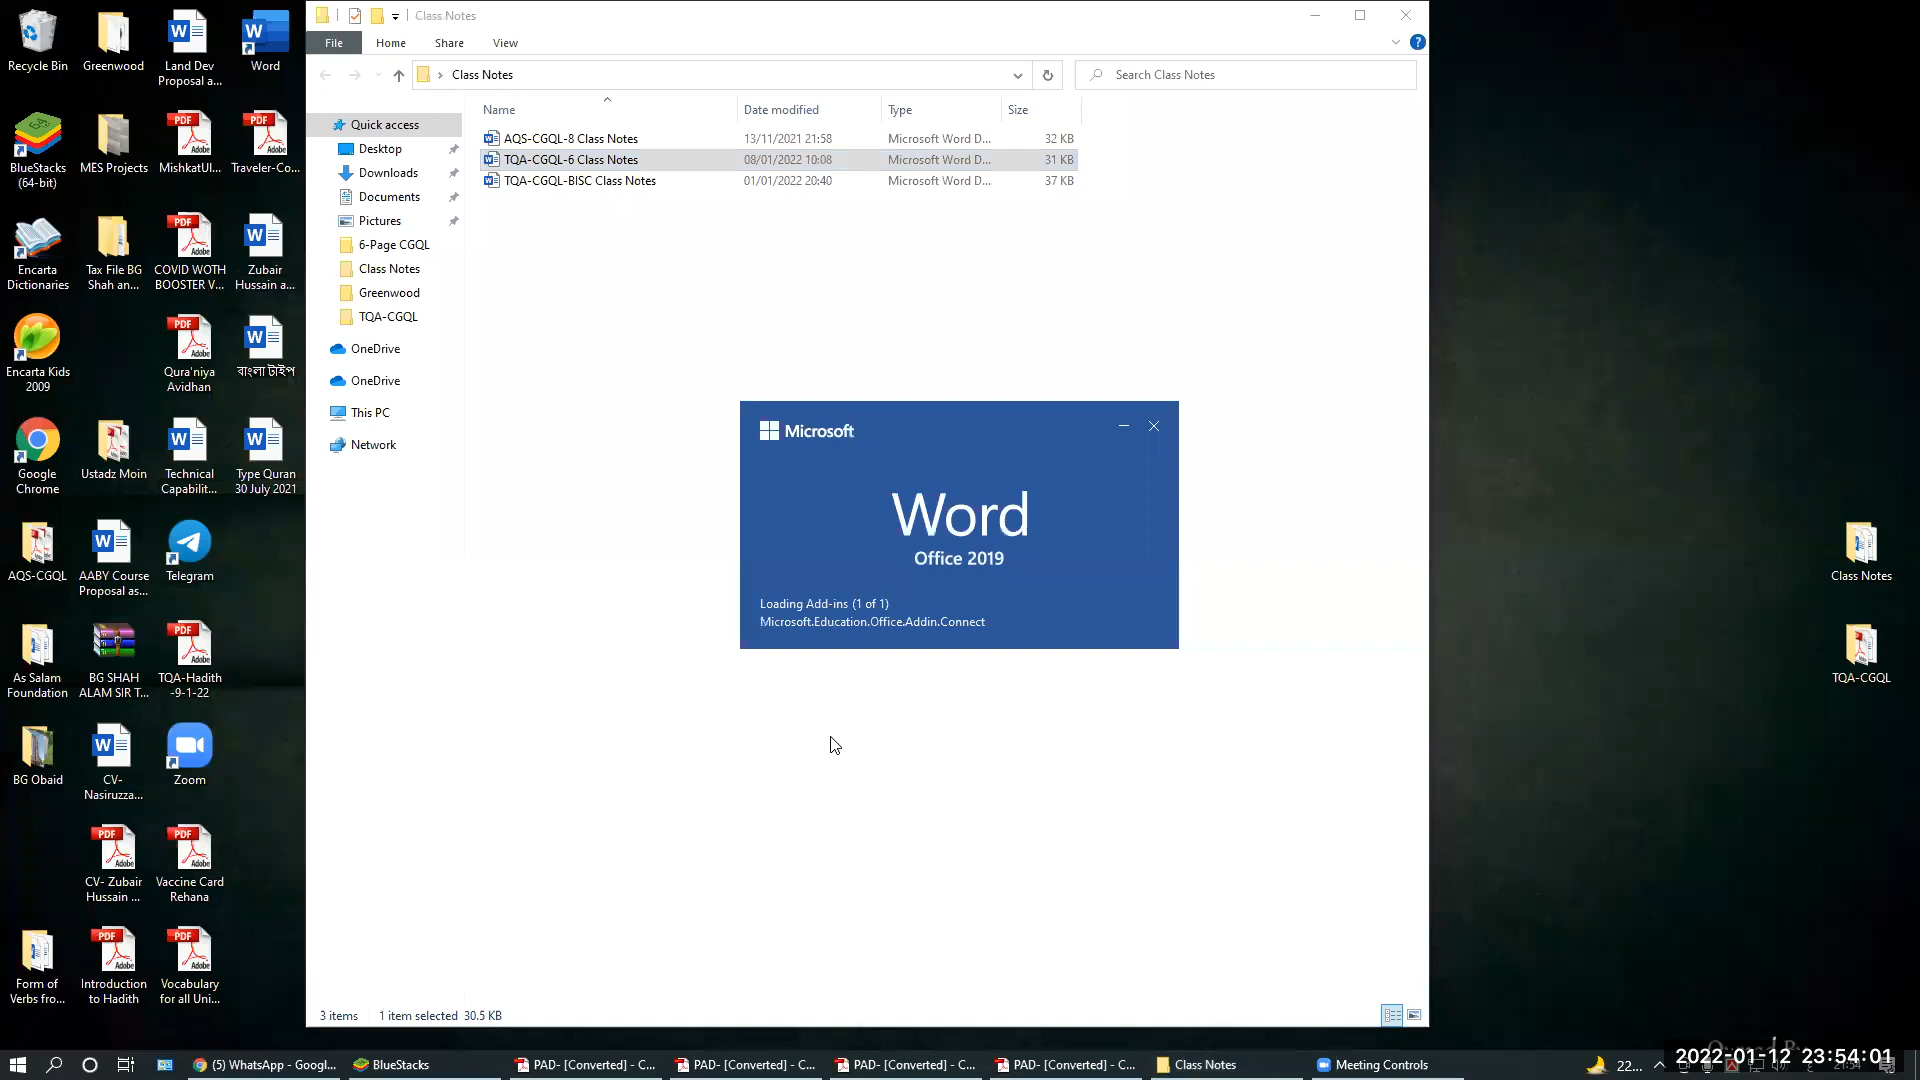 Class Notes
File Home Share View
Class Notes
Search Class Notes
Name Date modified Type Size
Quick access
Desktop
Downloads
Documents
Pictures
6-Page CGQL
Class Notes
Greenwood
TQA-CGQL
OneDrive
OneDrive
This PC
Network
AQS-CGQL-8 Class Notes 13/11/2021 21:58 Microsoft Word D... 32 KB
TQA-CGQL-6 Class Notes 08/01/2022 10:08 Microsoft Word D... 31 KB
TQA-CGQL-BISC Class Notes 01/01/2022 20:40 Microsoft Word D... 37 KB
Microsoft
Word
Office 2019
Loading Add-ins (1 of 1)
Microsoft.Education.Office.Addin.Connect
3 items 1 item selected 30.5 KB
Recycle Bin
Greenwood
Land Dev
Proposal a...
Word
BlueStacks
(64-bit)
MES Projects
MishkatUl...
Traveler-Co...
Encarta
Dictionaries
Tax File BG
Shah an...
COVID WOTH
BOOSTER V...
Zubair
Hussain a...
Encarta Kids
2009
Qura'niya
Avidhan
বাংলা টাইপ
Google
Chrome
Ustadz Moin
Technical
Capabilit...
Type Quran
30 July 2021
AQS-CGQL
AABY Course
Proposal as...
Telegram
As Salam
Foundation
BG SHAH
ALAM SIR T...
TQA-Hadith
-9-1-22
BG Obaid
CV-
Nasiruzza...
Zoom
CV- Zubair
Hussain ...
Vaccine Card
Rehana
Form of
Verbs fro...
Introduction
to Hadith
Vocabulary
for all Uni...
Class Notes
TQA-CGQL
(5) WhatsApp - Googl...
BlueStacks
PAD- [Converted] - C...
PAD- [Converted] - C...
PAD- [Converted] - C...
PAD- [Converted] - C...
Class Notes
Meeting Controls
22...
2022-01-12 23:54:01